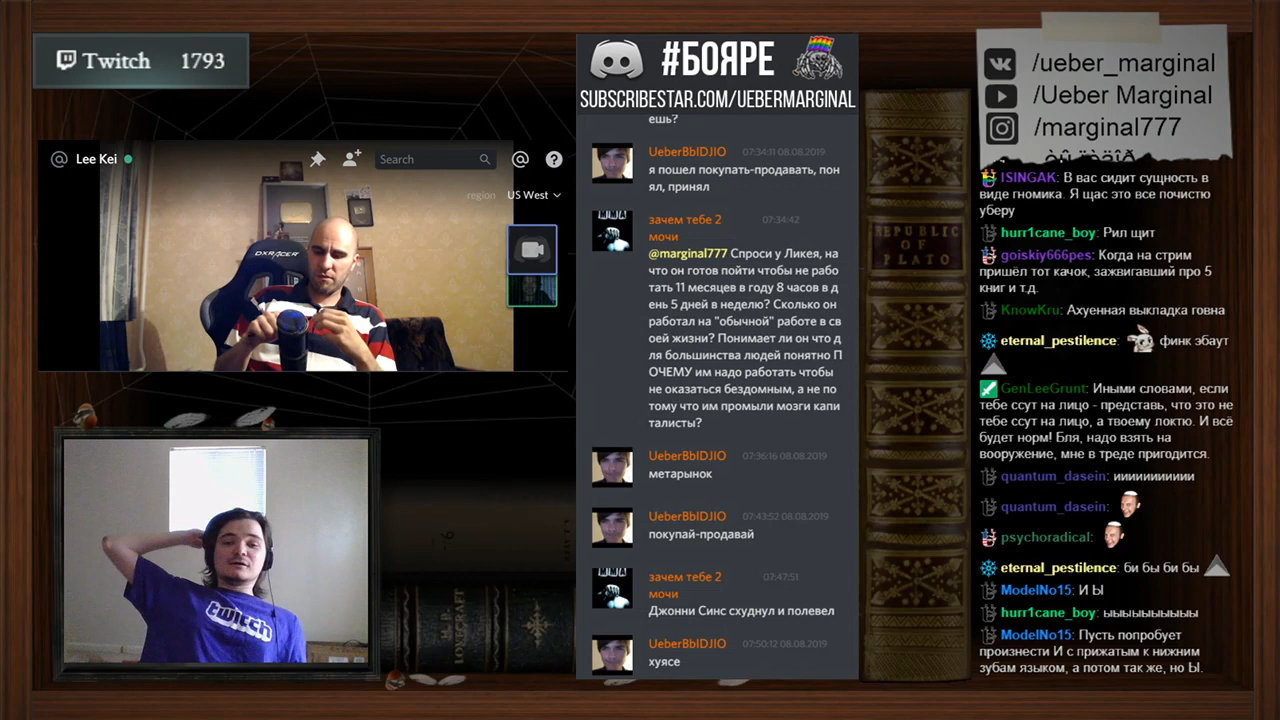 Twitch 1793
@ Lee Kei
Search
region US West
DXRACER
twitch
#БОЯРЕ
SUBSCRIBESTAR.COM/UEBERMARGINAL
ешь?
UeberBbIDJIO 07:34:11 08.08.2019
я пошел покупать-продавать, пон
ял, принял
зачем тебе 2 07:34:42
мочи
@marginal777 Спроси у Ликея, на
что он готов пойти чтобы не рабо
тать 11 месяцев в году 8 часов в д
ень 5 дней в неделю? Сколько он
работал на "обычной" работе в св
оей жизни? Понимает ли он что д
ля большинства людей понятно П
ОЧЕМУ им надо работать чтобы
не оказаться бездомным, а не по
тому что им промыли мозги капи
талисты?
UeberBbIDJIO 07:36:16 08.08.2019
метарынок
UeberBbIDJIO 07:43:52 08.08.2019
покупай-продавай
зачем тебе 2 07:47:51
мочи
Джонни Синс схуднул и полевел
UeberBbIDJIO 07:50:12 08.08.2019
хуясе
REPUBLIC
OF
PLATO
H.P.
LOVECRAFT
/ueber_marginal
/Ueber Marginal
/marginal777
ISINGAK: В вас сидит сущность в
виде гномика. Я щас это все почистю
уберу
hurr1cane_boy: Рил щит
goiskiy666pes: Когда на стрим
пришёл тот качок, зажвигавший про 5
книг и т.д.
KnowKru: Ахуенная выкладка говна
eternal_pestilence: финк эбаут
GenLeeGrunt: Иными словами, если
тебе ссут на лицо - представь, что это не
тебе ссут на лицо, а твоему локтю. И всё
будет норм! Бля, надо взять на
вооружение, мне в треде пригодится.
quantum_dasein: иииииииииии
quantum_dasein:
psychoradical:
eternal_pestilence: би бы би бы
ModelNo15: И Ы
hurr1cane_boy: ыыыыыыыыыы
ModelNo15: Пусть попробует
произнести И с прижатым к нижним
зубам языком, а потом так же, но Ы.